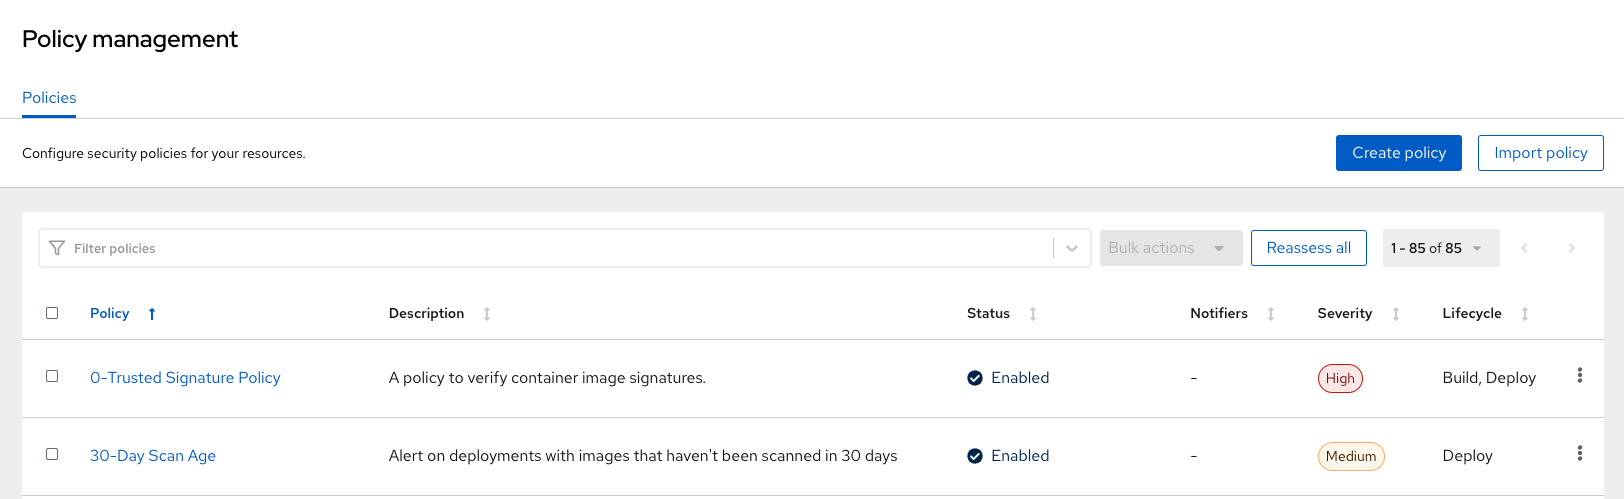 Policy management
Policies
Configure security policies for your resources.
Create policy
Import policy
Filter policies
Bulk actions
Reassess all
1 - 85 of 85
Policy Description Status Notifiers Severity Lifecycle
0-Trusted Signature Policy A policy to verify container image signatures. Enabled - High Build, Deploy
30-Day Scan Age Alert on deployments with images that haven't been scanned in 30 days Enabled - Medium Deploy